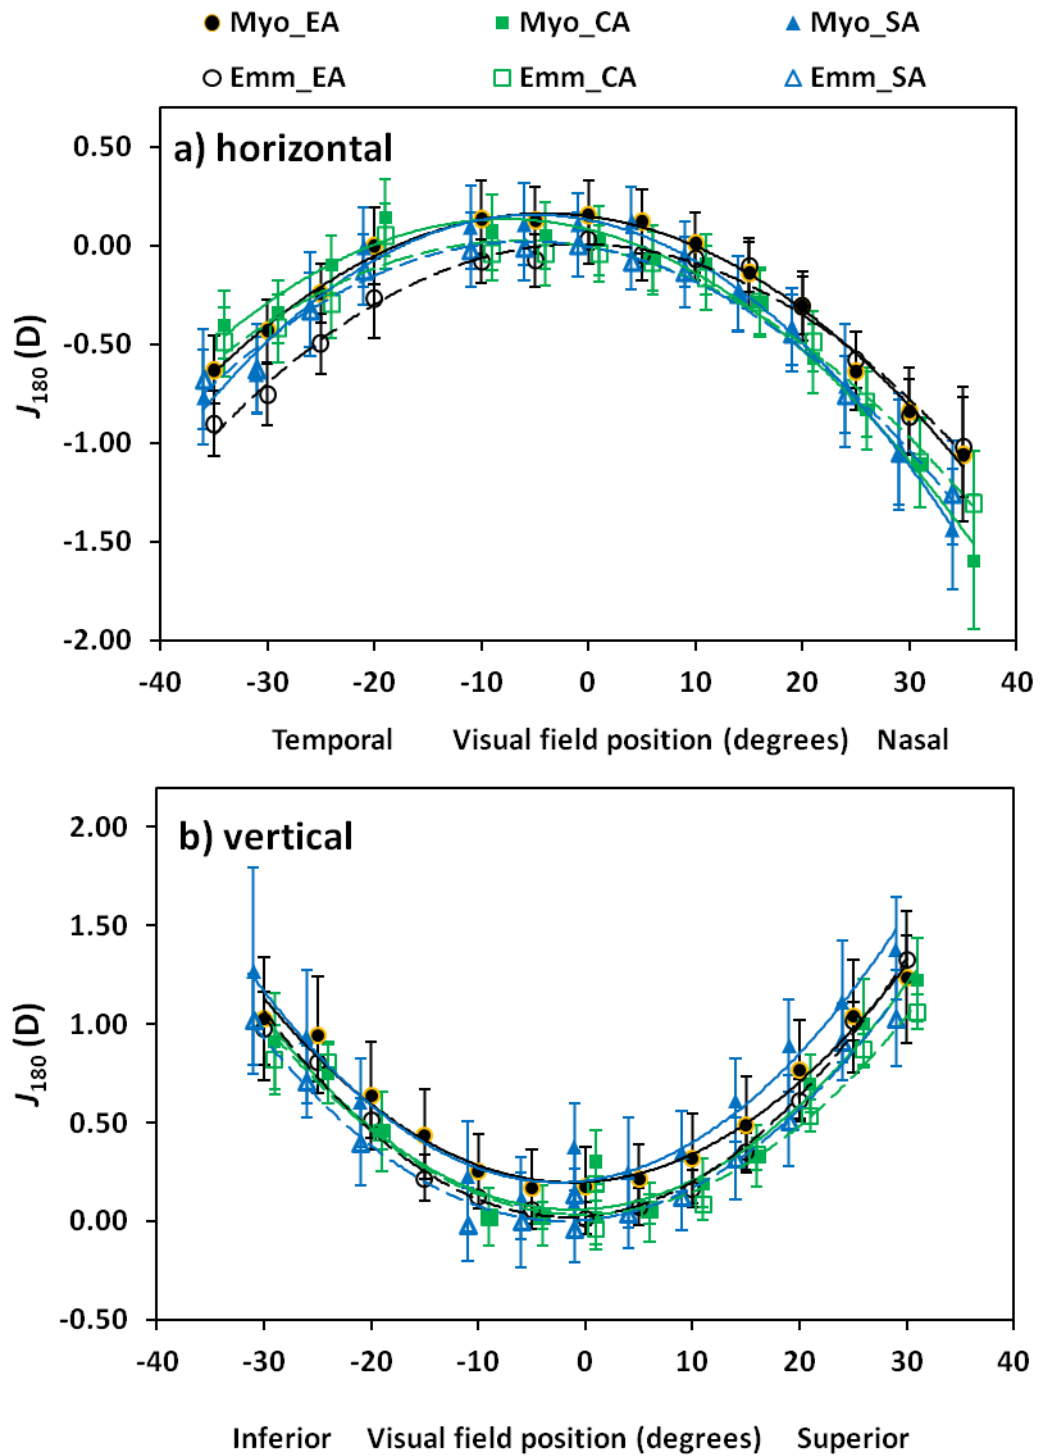 Myo_EA Myo_CA Myo_SA
Emm_EA Emm_CA Emm_SA
a) horizontal
0.50
0.00
-0.50
-1.00
-1.50
-2.00
J180 (D)
-40 -30 -20 -10 0 10 20 30 40
Temporal Visual field position (degrees) Nasal
b) vertical
2.00
1.50
1.00
0.50
0.00
-0.50
J180 (D)
-40 -30 -20 -10 0 10 20 30 40
Inferior Visual field position (degrees) Superior